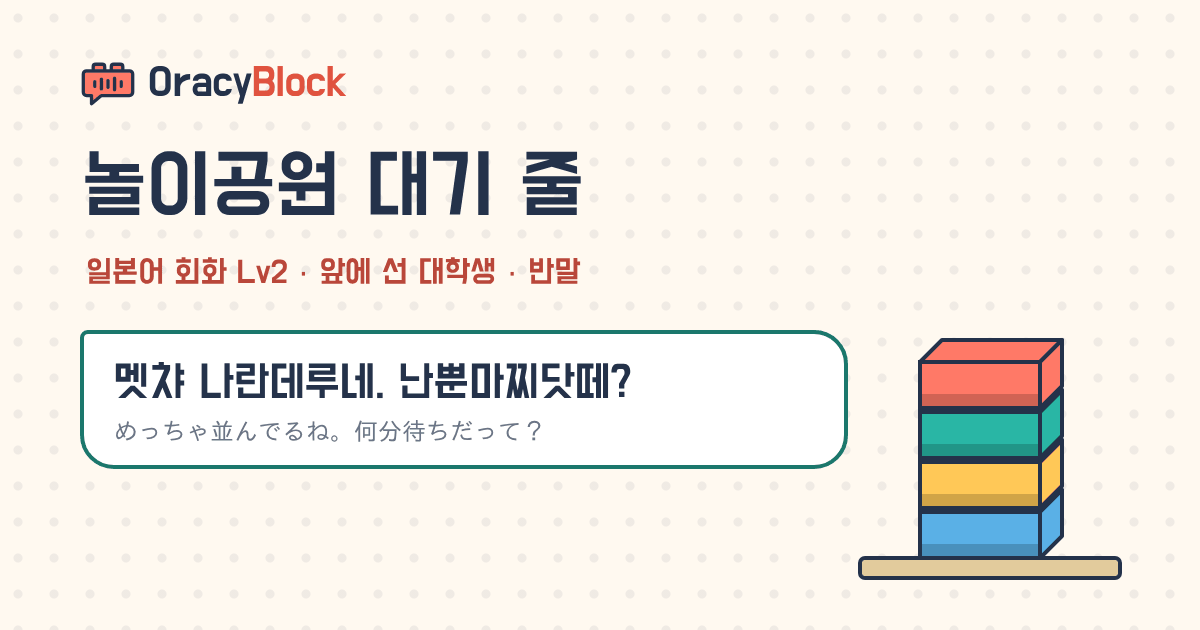 OracyBlock
놀이공원 대기 줄
일본어 회화 Lv2 · 앞에 선 대학생 · 반말
멧챠 나란데루네. 난뿐마찌닷떼?
めっちゃ並んでるね。何分待ちだって？